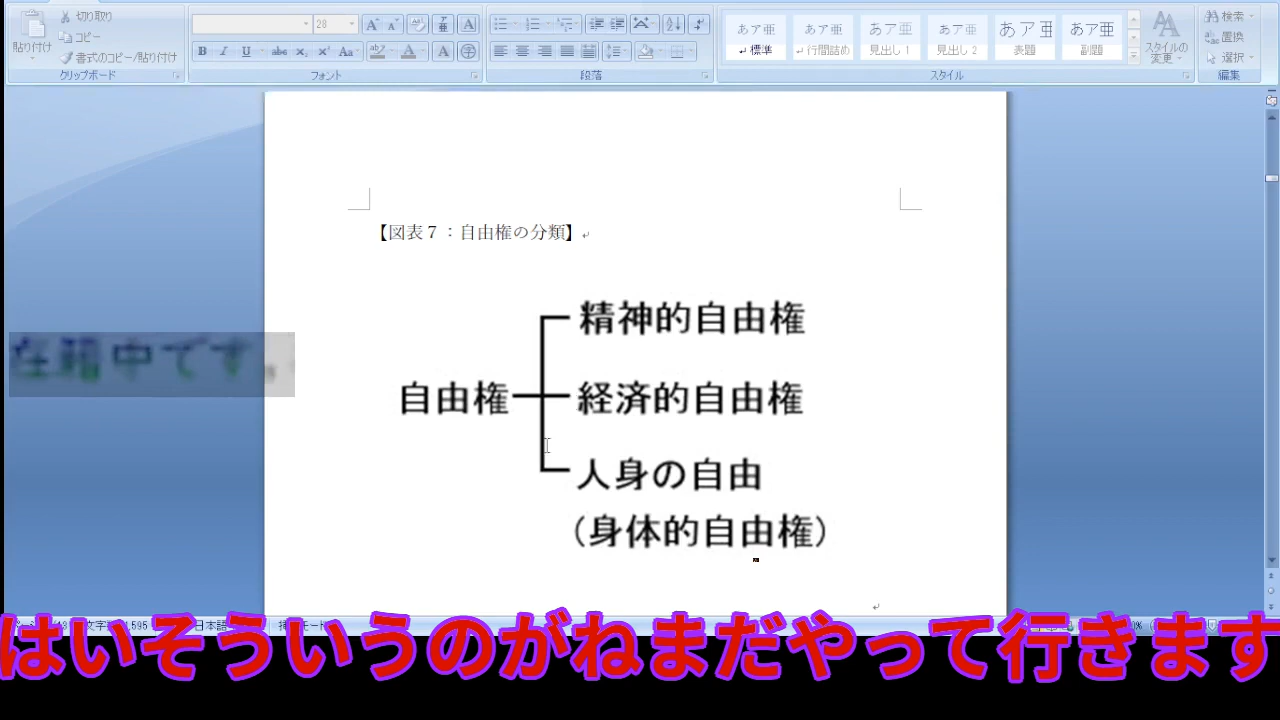 切り取り
コピー
書式のコピー/貼り付け
貼り付け
クリップボード
28
フォント
段落
あア亜
標準
あア亜
行間詰め
あア亜
見出し 1
あア亜
見出し 2
あア亜
表題
あア亜
副題
スタイルの
変更
スタイル
検索
置換
選択
編集
【図表７：自由権の分類】
精神的自由権
在籍中です。
自由権
経済的自由権
人身の自由
（身体的自由権）
日本語
はいそういうのがねまだやって行きます